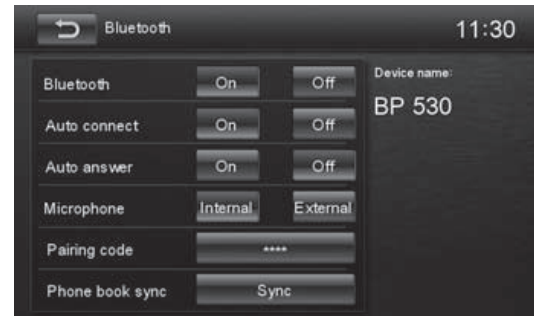 Bluetooth 11:30
Bluetooth On Off
Auto connect On Off
Auto answer On Off
Microphone Internal External
Pairing code ****
Phone book sync Sync
Device name:
BP 530